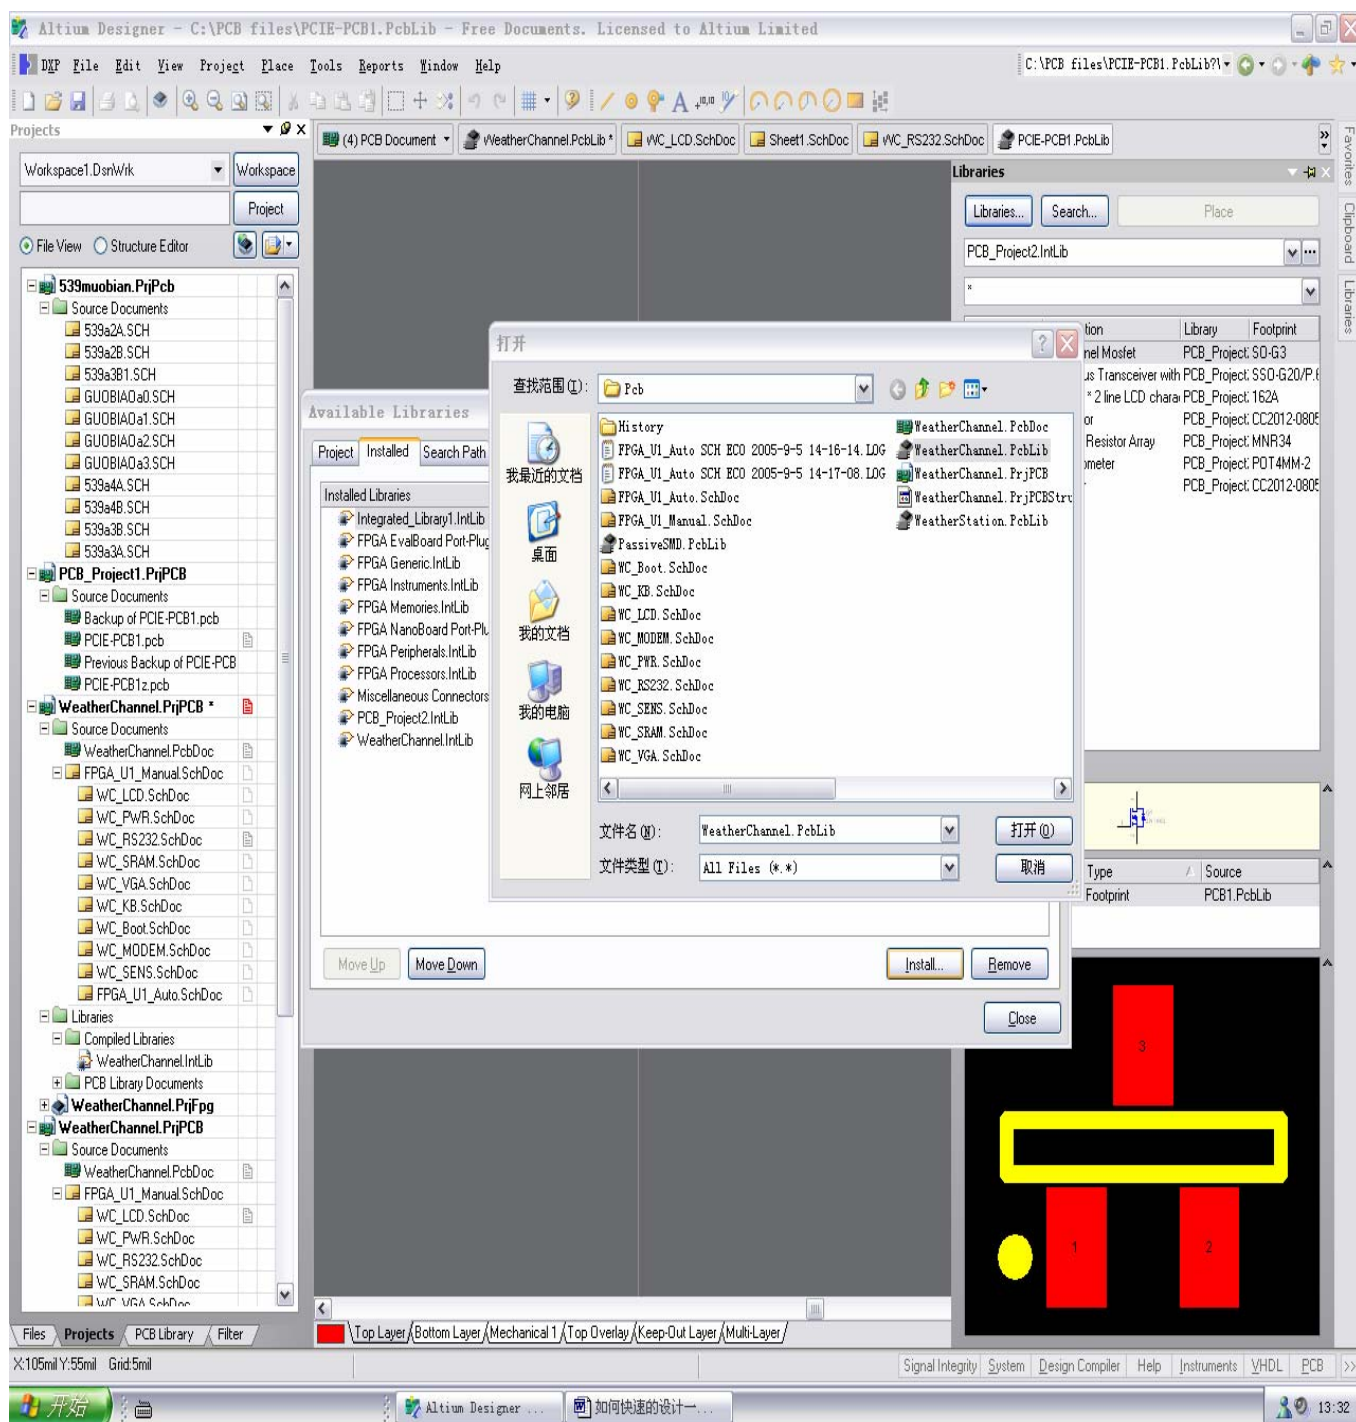 Altium Designer - C:\PCB files\PCIE-PCB1.PcbLib - Free Documents. Licensed to Altium Limited
DXP File Edit View Project Place Tools Reports Window Help
C:\PCB files\PCIE-PCB1.PcbLib?\
Projects
(4) PCB Document
WeatherChannel.PcbLib *
WC_LCD.SchDoc
Sheet1.SchDoc
WC_RS232.SchDoc
PCIE-PCB1.PcbLib
Workspace1.DsnWrk
Workspace
Project
File View
Structure Editor
539muobian.PrjPcb
Source Documents
539a2A.SCH
539a2B.SCH
539a3B1.SCH
GUOBIAOa0.SCH
GUOBIAOa1.SCH
GUOBIAOa2.SCH
GUOBIAOa3.SCH
539a4A.SCH
539a4B.SCH
539a3B.SCH
539a3A.SCH
PCB_Project1.PrjPCB
Source Documents
Backup of PCIE-PCB1.pcb
PCIE-PCB1.pcb
Previous Backup of PCIE-PCB
PCIE-PCB1z.pcb
WeatherChannel.PrjPCB *
Source Documents
WeatherChannel.PcbDoc
FPGA_U1_Manual.SchDoc
WC_LCD.SchDoc
WC_PWR.SchDoc
WC_RS232.SchDoc
WC_SRAM.SchDoc
WC_VGA.SchDoc
WC_KB.SchDoc
WC_Boot.SchDoc
WC_MODEM.SchDoc
WC_SENS.SchDoc
FPGA_U1_Auto.SchDoc
Libraries
Compiled Libraries
WeatherChannel.IntLib
PCB Library Documents
WeatherChannel.PrjFpg
WeatherChannel.PrjPCB
Source Documents
WeatherChannel.PcbDoc
FPGA_U1_Manual.SchDoc
WC_LCD.SchDoc
WC_PWR.SchDoc
WC_RS232.SchDoc
WC_SRAM.SchDoc
WC_VGA.SchDoc
Files Projects PCB Library Filter
Available Libraries
Project Installed Search Path
Installed Libraries
Integrated_Library1.IntLib
FPGA EvalBoard Port-Plug
FPGA Generic.IntLib
FPGA Instruments.IntLib
FPGA Memories.IntLib
FPGA NanoBoard Port-Plu
FPGA Peripherals.IntLib
FPGA Processors.IntLib
Miscellaneous Connectors
PCB_Project2.IntLib
WeatherChannel.IntLib
Move Up
Move Down
Install...
Remove
Close
打开
查找范围(I):
Pcb
我最近的文档
桌面
我的文档
我的电脑
网上邻居
History
FPGA_U1_Auto SCH ECO 2005-9-5 14-16-14.LOG
FPGA_U1_Auto SCH ECO 2005-9-5 14-17-08.LOG
FPGA_U1_Auto.SchDoc
FPGA_U1_Manual.SchDoc
PassiveSMD.PcbLib
WC_Boot.SchDoc
WC_KB.SchDoc
WC_LCD.SchDoc
WC_MODEM.SchDoc
WC_PWR.SchDoc
WC_RS232.SchDoc
WC_SENS.SchDoc
WC_SRAM.SchDoc
WC_VGA.SchDoc
WeatherChannel.PcbDoc
WeatherChannel.PcbLib
WeatherChannel.PrjPCB
WeatherChannel.PrjPCBStru
WeatherStation.PcbLib
文件名(N):
WeatherChannel.PcbLib
打开(O)
文件类型(T):
All Files (*.*)
取消
Libraries
Libraries...
Search...
Place
PCB_Project2.IntLib
*
tion Library Footprint
nel Mosfet PCB_Project: SO-G3
us Transceiver with PCB_Project: SSO-G20/P.6
* 2 line LCD chara PCB_Project: 162A
or PCB_Project: CC2012-0805
Resistor Array PCB_Project: MNR34
ometer PCB_Project: POT4MM-2
PCB_Project: CC2012-0805
Type Source
Footprint PCB1.PcbLib
3
1
2
Favorites
Clipboard
Libraries
Top Layer Bottom Layer Mechanical 1 Top Overlay Keep-Out Layer Multi-Layer
X:105mil Y:55mil Grid:5mil
Signal Integrity System Design Compiler Help Instruments VHDL PCB >>
开始
Altium Designer ...
如何快速的设计一...
13:32